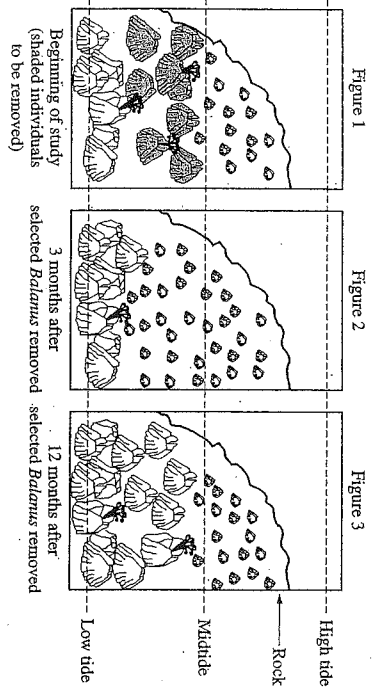 Figure 1
Figure 2
Figure 3
High tide
Rock
Midtide
Low tide
Beginning of study
(shaded individuals
to be removed)
3 months after
selected Balanus removed
12 months after
selected Balanus removed